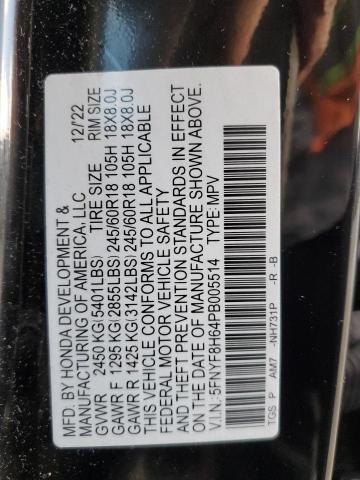 MFD. BY HONDA DEVELOPMENT &
MANUFACTURING OF AMERICA, LLC 12/22
GVWR 2450 KG(5401LBS) TIRE SIZE RIM SIZE
GAWR F 1295 KG(2855LBS)245/60R18 105H 18X8.0J
GAWR R 1425 KG(3142LBS)245/60R18 105H 18X8.0J
THIS VEHICLE CONFORMS TO ALL APPLICABLE
FEDERAL MOTOR VEHICLE SAFETY
AND THEFT PREVENTION STANDARDS IN EFFECT
ON THE DATE OF MANUFACTURE SHOWN ABOVE.
V.I.N.:5FNYF8H64PB005514 TYPE:MPV
TGS P AM7 -NH731P -R -B